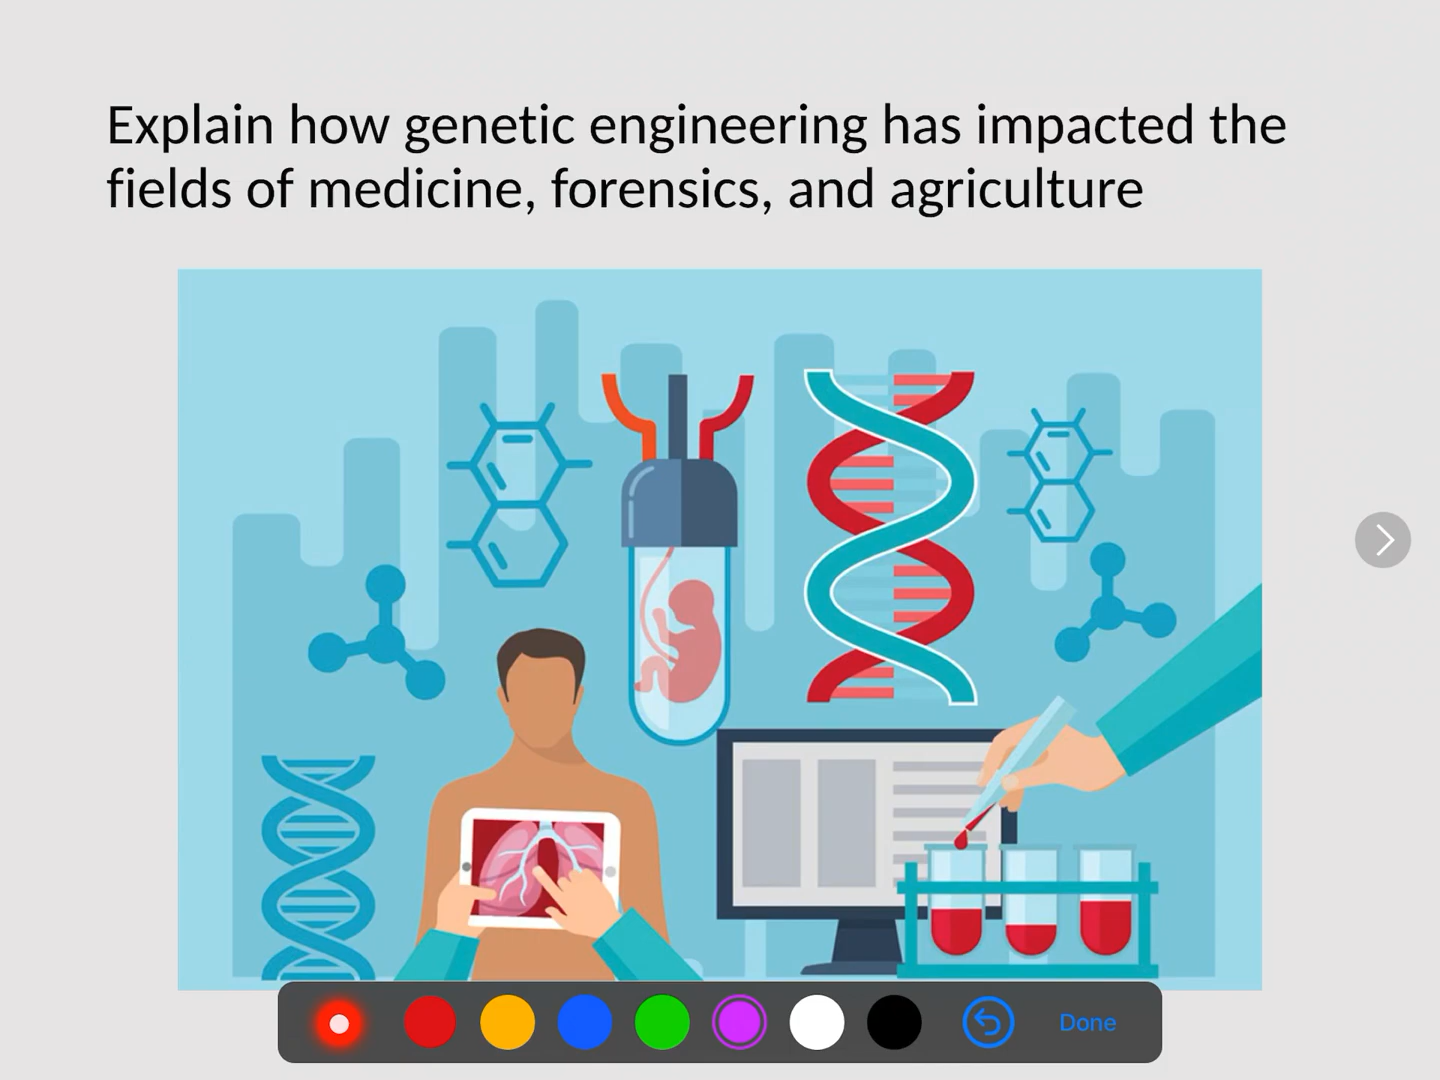 Explain how genetic engineering has impacted the
fields of medicine, forensics, and agriculture
Done